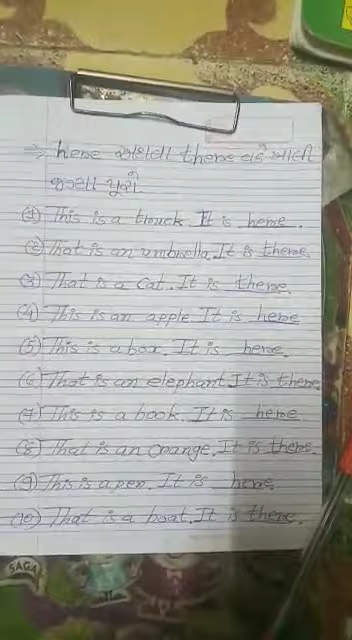 ⇒ here અથવા there વડે ખાલી
જગ્યા પુરો
(1) This is a truck It is here.
(2) That is an umbrella. It is there.
(3) That is a cat. It is there.
(4) This is an apple It is here
(5) This is a box. It is here.
(6) That is an elephant. It is there.
(7) This is a book. It is here
(8) That is an orange. It is there.
(9) This is a pen. It is here.
(10) That is a boat. It is there.
SAGA